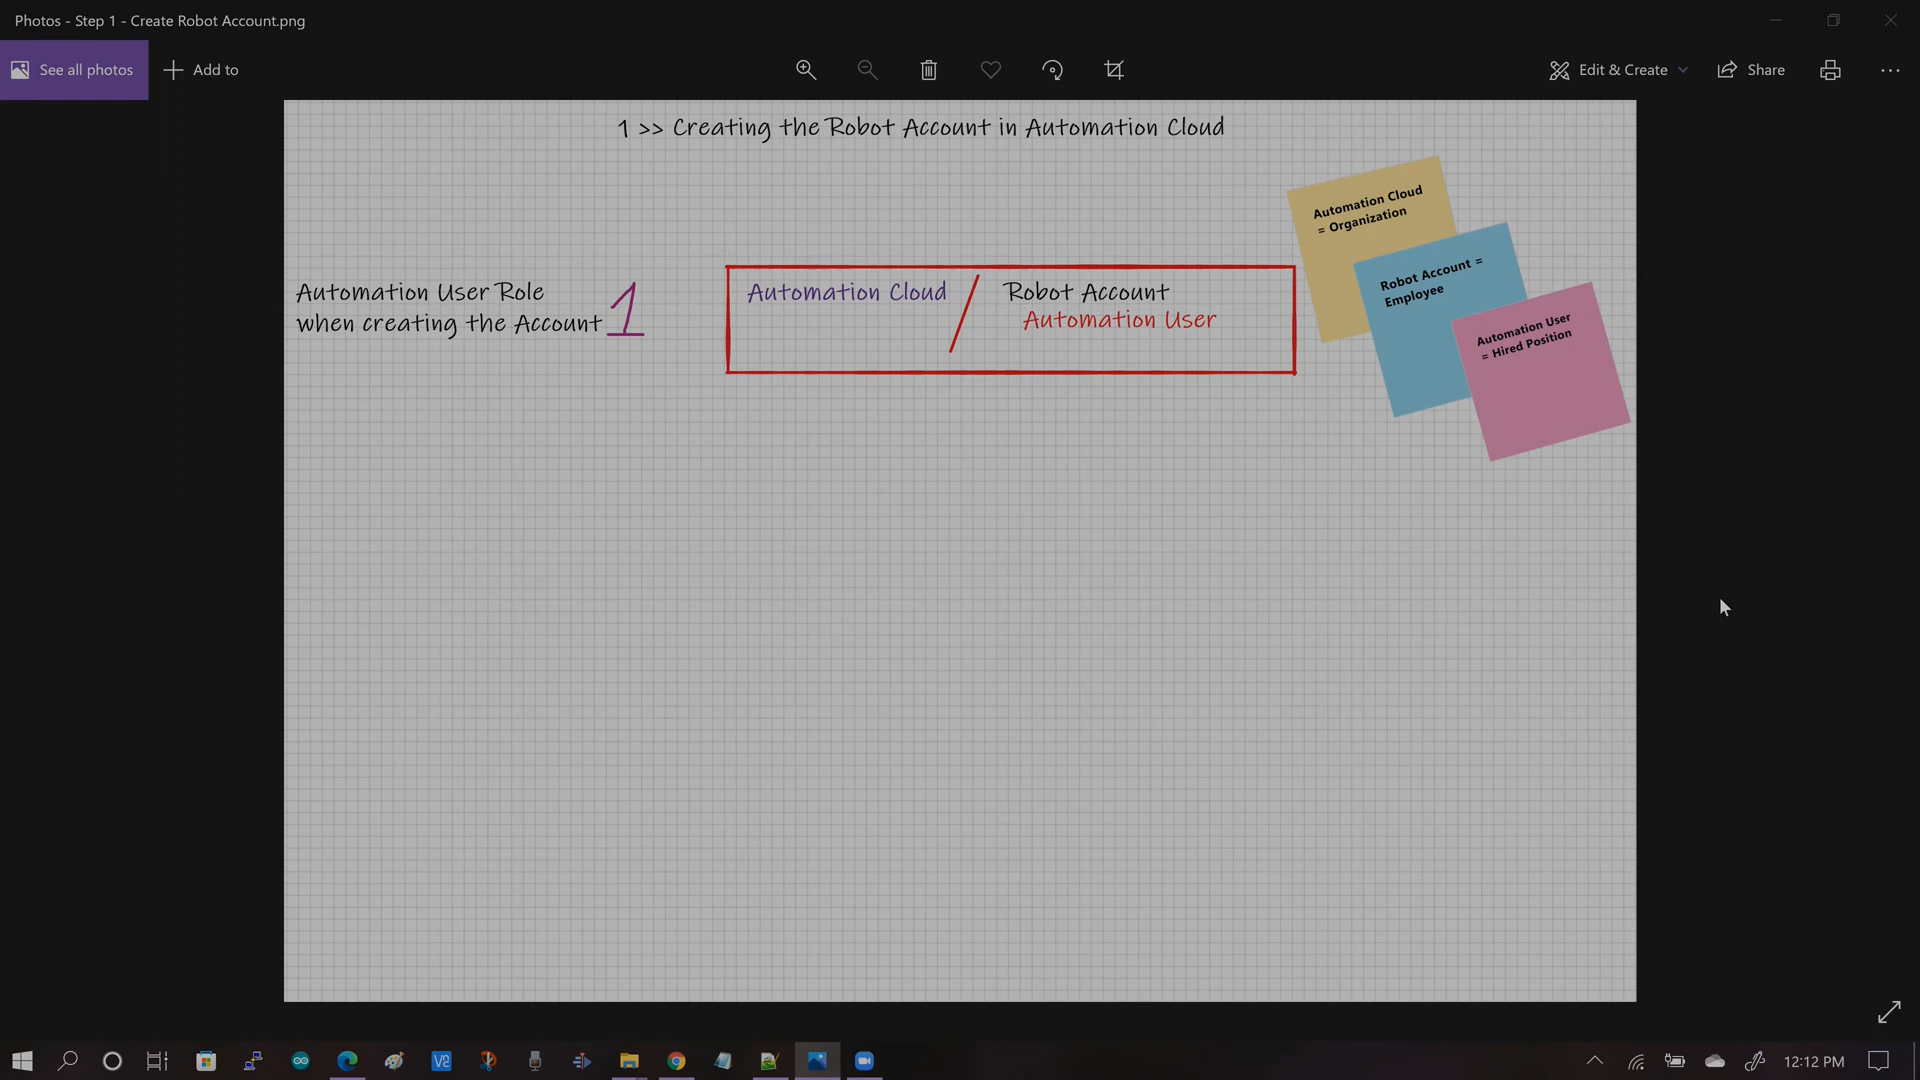 Photos - Step 1 - Create Robot Account.png
See all photos
Add to
Edit & Create
Share
1 >> Creating the Robot Account in Automation Cloud
Automation User Role
when creating the Account
1
Automation Cloud
/
Robot Account
Automation User
Automation Cloud
= Organization
Robot Account =
Employee
Automation User
= Hired Position
12:12 PM